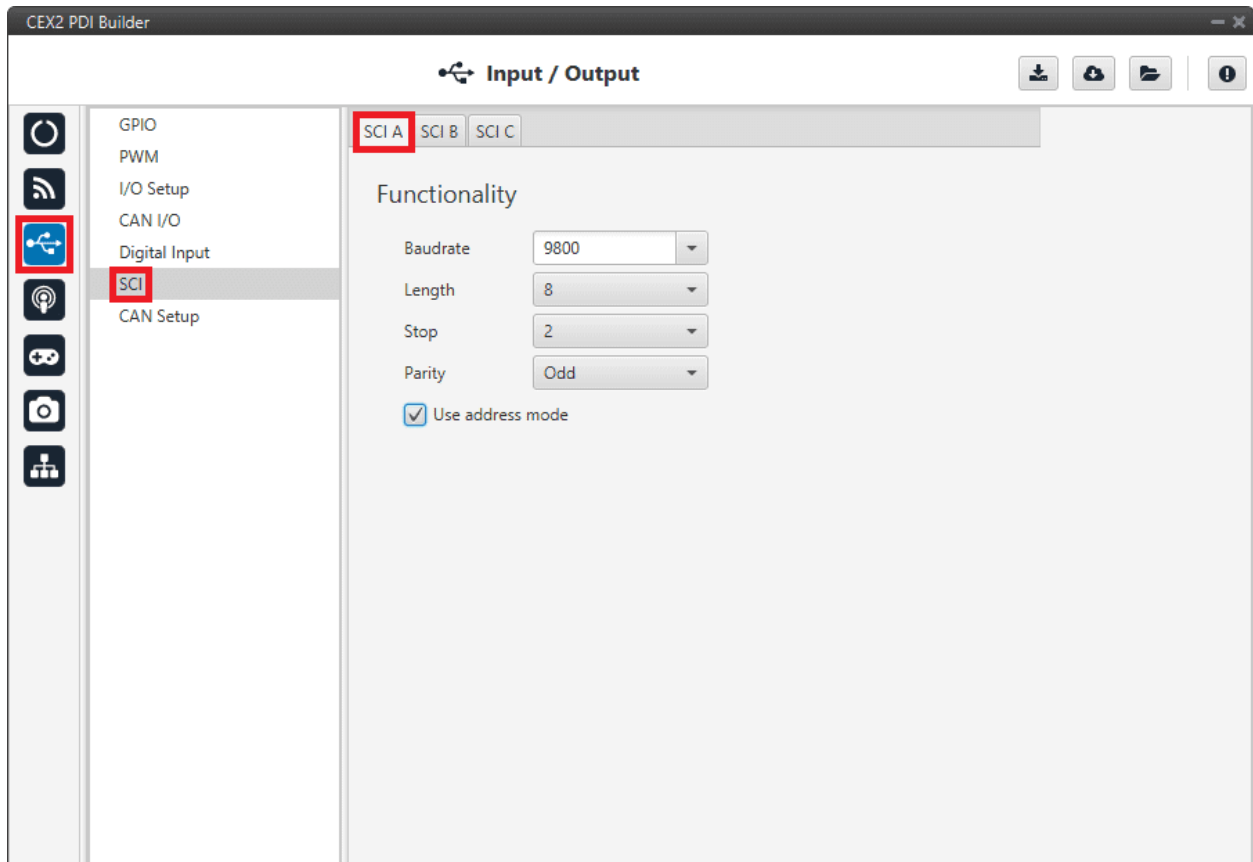 CEX2 PDI Builder
Input / Output
GPIO
PWM
I/O Setup
CAN I/O
Digital Input
SCI
CAN Setup
SCI A SCI B SCI C
Functionality
Baudrate 9800
Length 8
Stop 2
Parity Odd
Use address mode